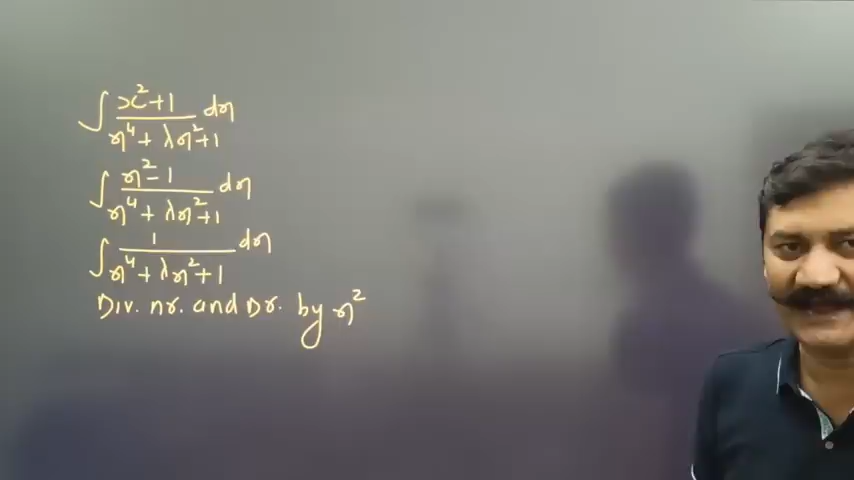 ∫ (x²+1)/(x⁴+λx²+1) dx
∫ (x²-1)/(x⁴+λx²+1) dx
∫ 1/(x⁴+λx²+1) dx
Div. nr. and Dr. by x²